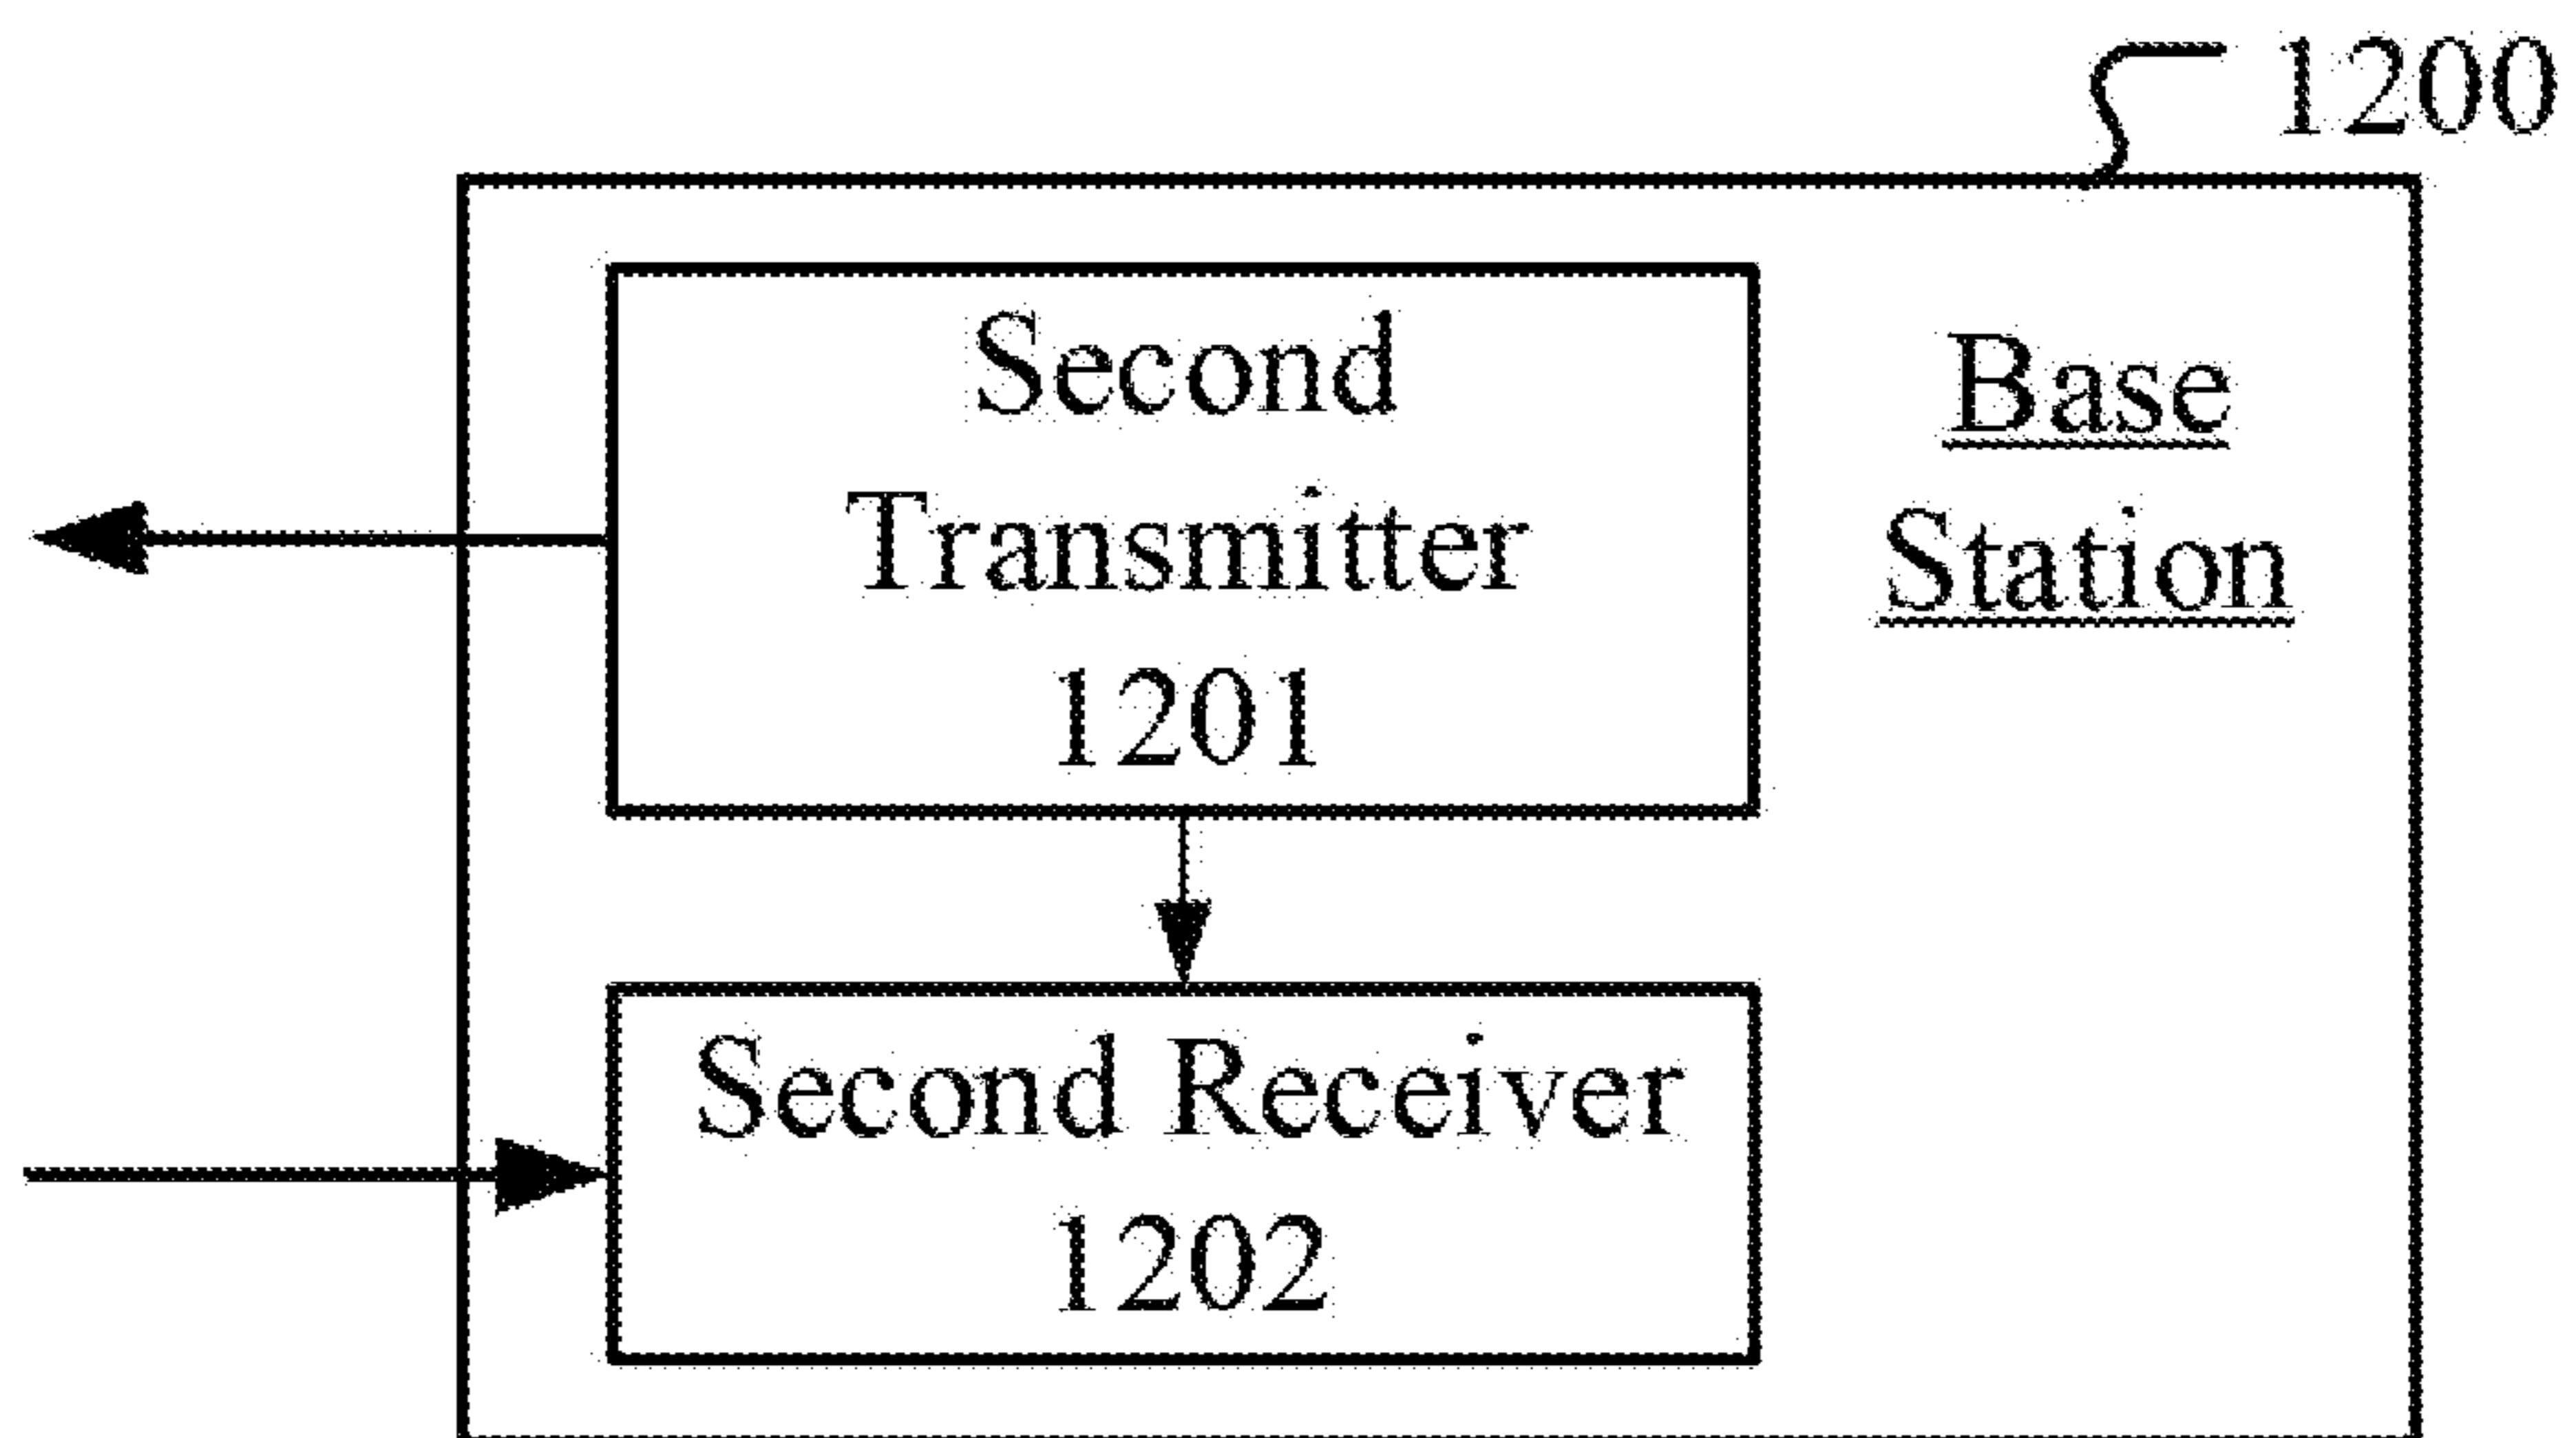 1200
Second
Transmitter
1201
Base
Station
Second Receiver
1202